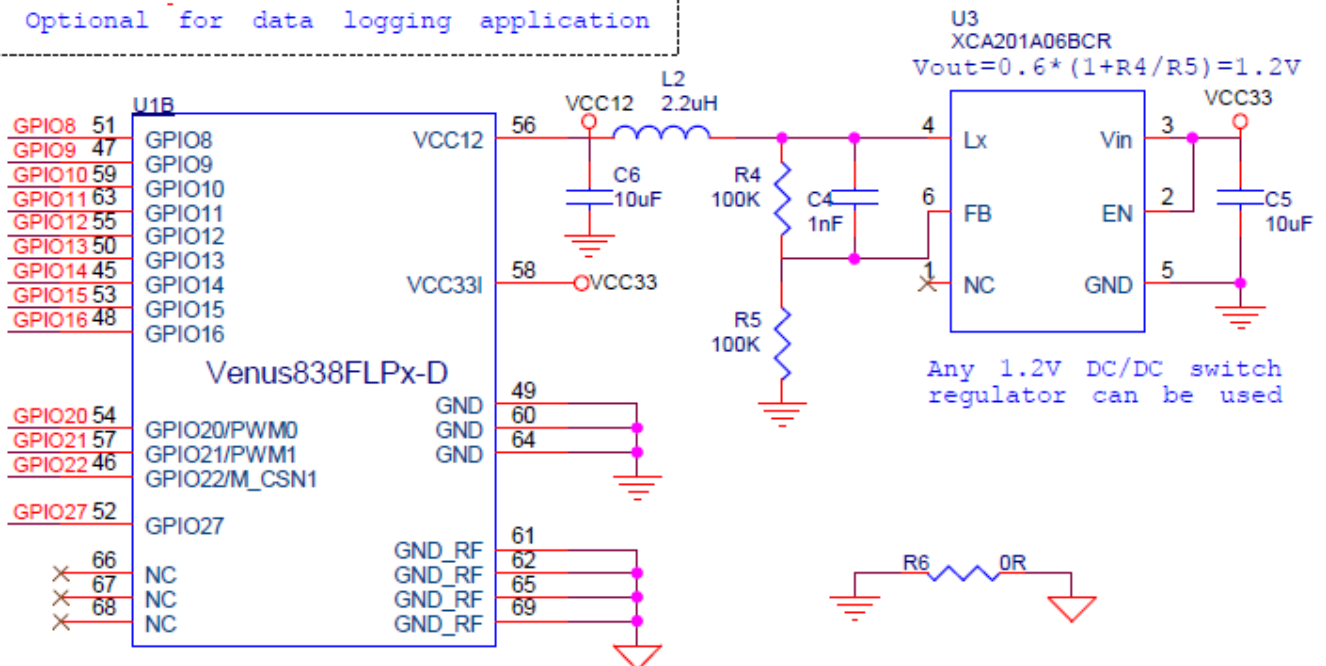 Optional for data logging application
U3
XCA201A06BCR
Vout=0.6*(1+R4/R5)=1.2V
L2
2.2uH
VCC12
VCC33
U1B
GPIO8 51 GPIO8
GPIO9 47 GPIO9
GPIO10 59 GPIO10
GPIO11 63 GPIO11
GPIO12 55 GPIO12
GPIO13 50 GPIO13
GPIO14 45 GPIO14
GPIO15 53 GPIO15
GPIO16 48 GPIO16
VCC12 56
C6
10uF
VCC33I 58 VCC33
R4
100K
C4
1nF
R5
100K
4 Lx Vin 3
6 FB EN 2
1 NC GND 5
C5
10uF
Any 1.2V DC/DC switch
regulator can be used
Venus838FLPx-D
GND 49
GND 60
GND 64
GPIO20 54 GPIO20/PWM0
GPIO21 57 GPIO21/PWM1
GPIO22 46 GPIO22/M_CSN1
GPIO27 52 GPIO27
66 NC
67 NC
68 NC
GND_RF 61
GND_RF 62
GND_RF 65
GND_RF 69
R6 0R